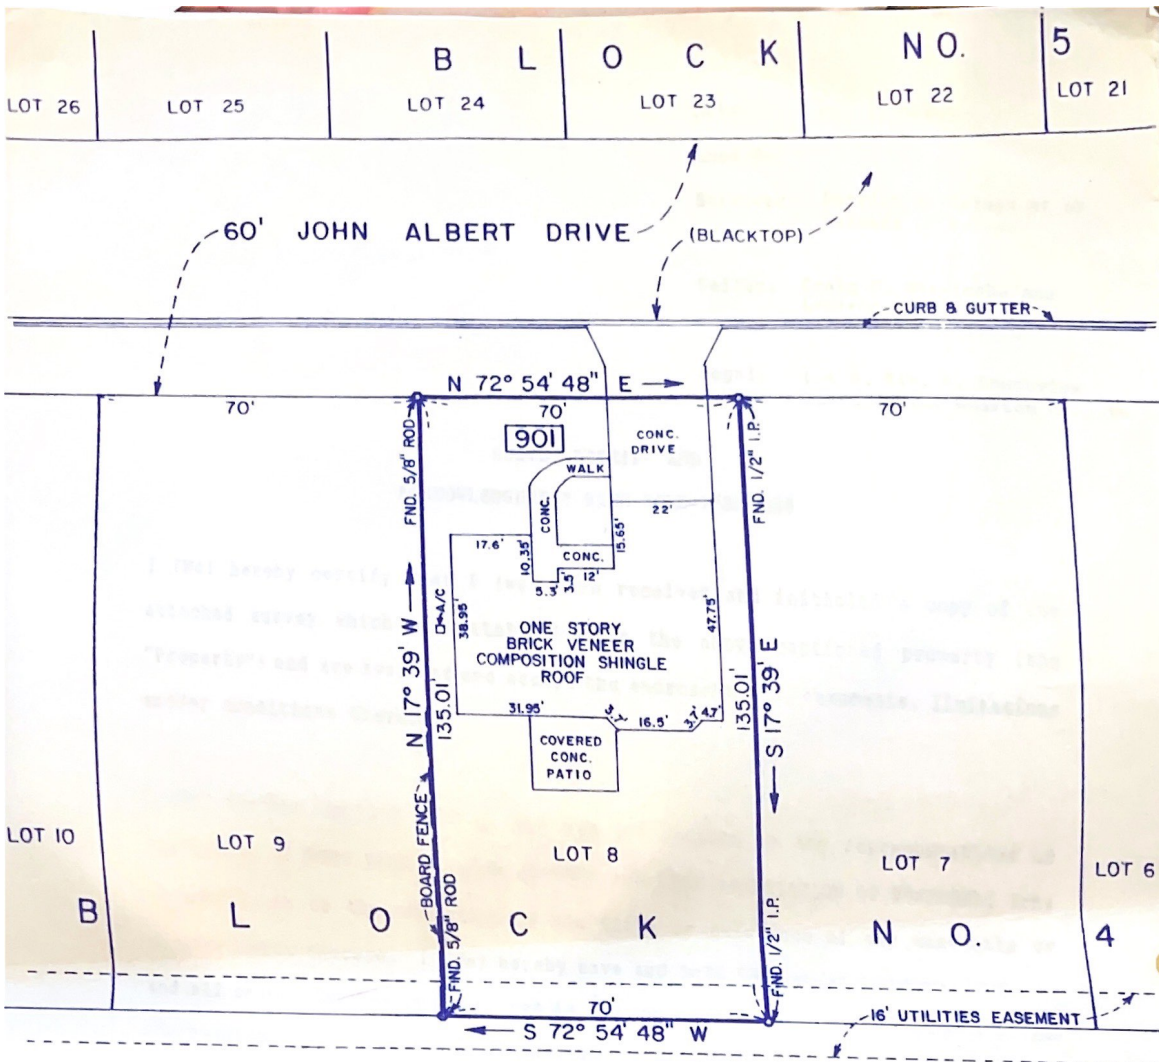 B L O C K NO. 5
LOT 26 LOT 25 LOT 24 LOT 23 LOT 22 LOT 21
60' JOHN ALBERT DRIVE
(BLACKTOP)
CURB & GUTTER
N 72° 54' 48" E
70' 70' 70'
901
CONC.
DRIVE
WALK
CONC.
22'
FND. 5/8" ROD
FND. 1/2" I.P.
17.6'
10.35'
CONC.
15.65'
12'
3.5'
5.3'
A/C
38.95'
47.75'
ONE STORY
BRICK VENEER
COMPOSITION SHINGLE
ROOF
N 17° 39' W
135.01'
135.01'
S 17° 39' E
31.95'
16.5'
3.7'
4.7'
COVERED
CONC.
PATIO
BOARD FENCE
LOT 10 LOT 9 LOT 8 LOT 7 LOT 6
B L O C K NO. 4
FIND. 5/8" ROD
FND. 1/2" I.P.
70'
S 72° 54' 48" W
16' UTILITIES EASEMENT